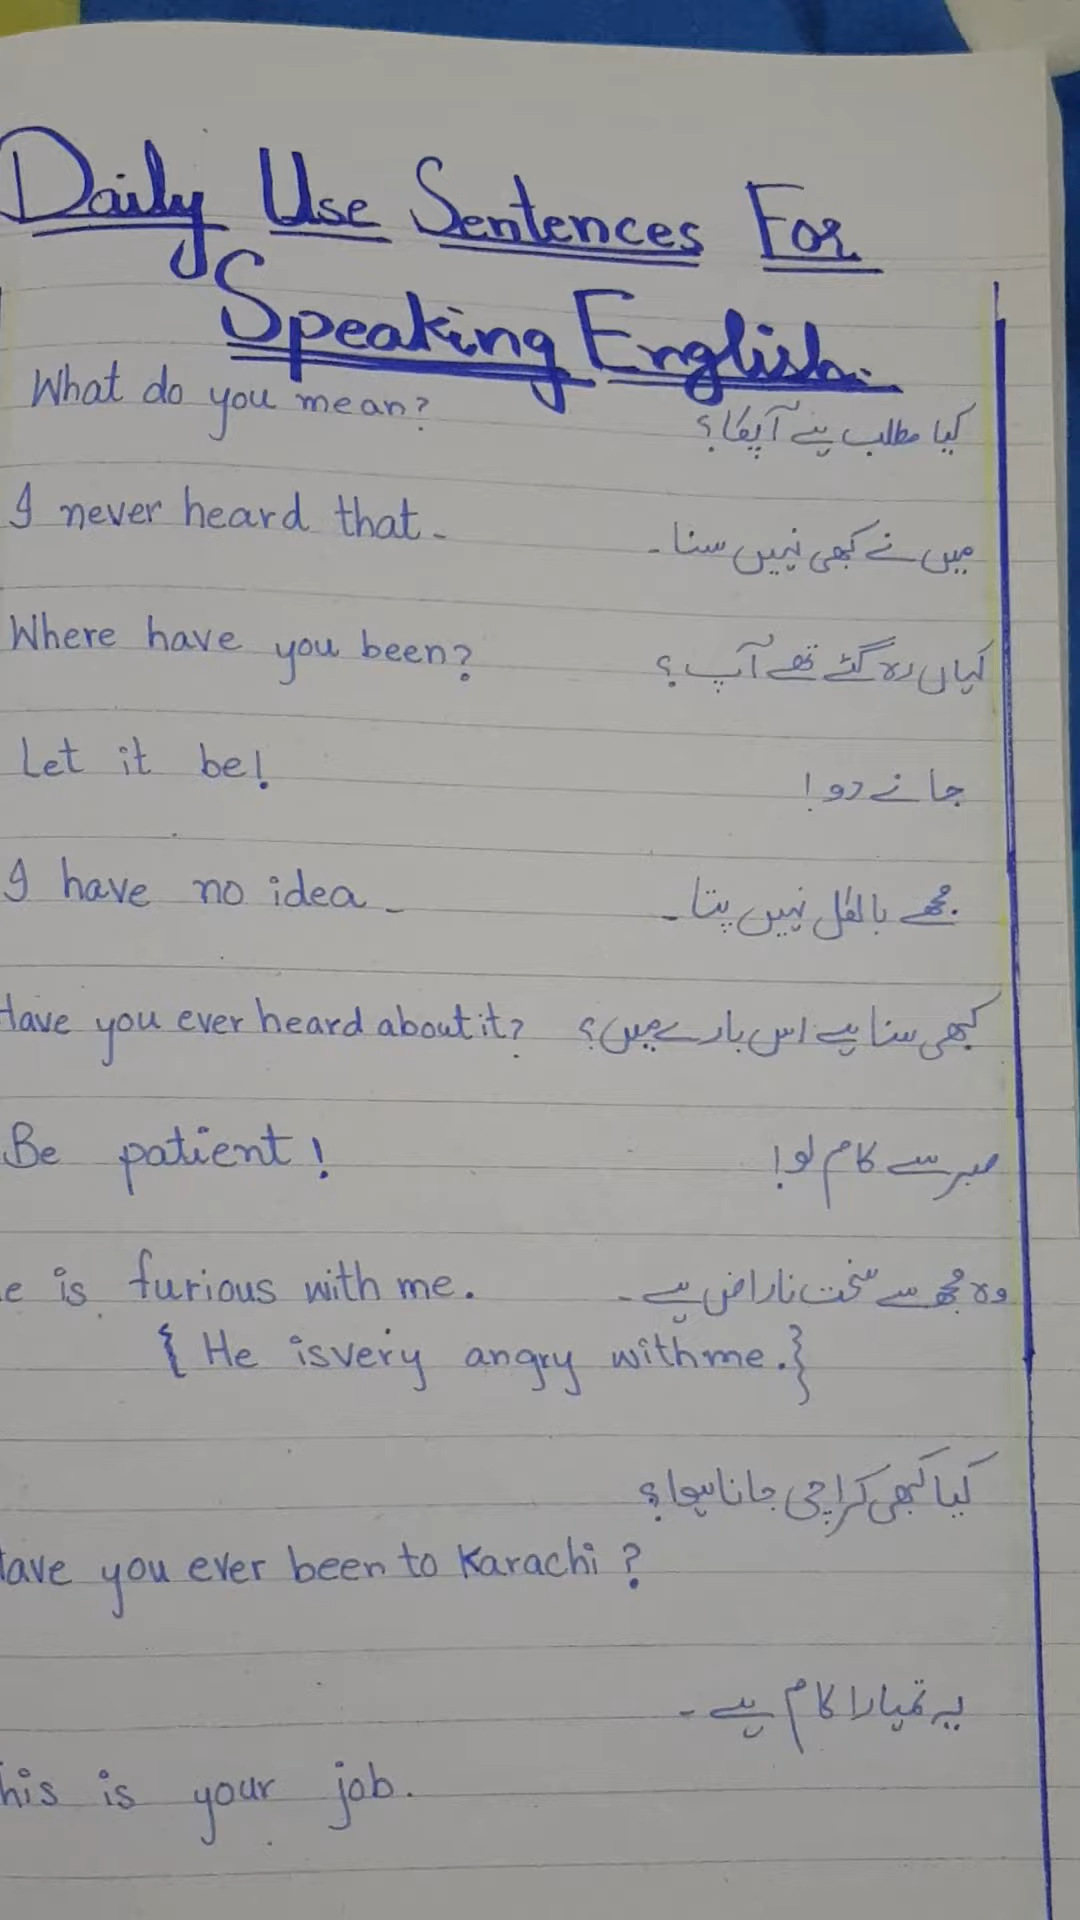 Daily Use Sentences For
Speaking English.
What do you mean? کیا مطلب ہے آپکا؟
I never heard that. میں نے کبھی نہیں سنا۔
Where have you been? کہاں رہ گئے تھے آپ؟
Let it be! جانے دو!
I have no idea. مجھے بالکل نہیں پتا۔
Have you ever heard about it? کبھی سنا ہے اس بارے میں؟
Be patient! صبر سے کام لو!
e is furious with me. وہ مجھ سے سخت ناراض ہے۔
{ He is very angry with me. }
کیا کبھی کراچی جانا ہوا؟
ave you ever been to Karachi?
یہ تمہارا کام ہے۔
his is your job.